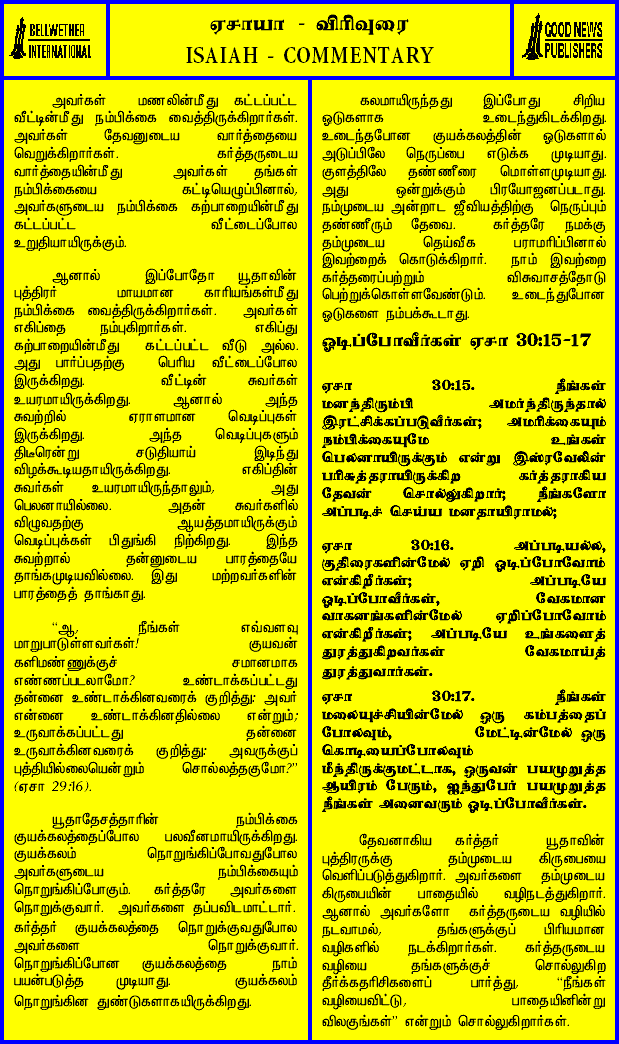 BELLWETHER
INTERNATIONAL
ஏசாயா - விரிவுரை
ISAIAH - COMMENTARY
GOOD NEWS
PUBLISHERS
அவர்கள் மணலின்மீது கட்டப்பட்ட
வீட்டின்மீது நம்பிக்கை வைத்திருக்கிறார்கள்.
அவர்கள் தேவனுடைய வார்த்தையை
வெறுக்கிறார்கள். கர்த்தருடைய
வார்த்தையின்மீது அவர்கள் தங்கள்
நம்பிக்கையை கட்டியெழுப்பினால்,
அவர்களுடைய நம்பிக்கை கற்பாறையின்மீது
கட்டப்பட்ட வீட்டைப்போல
உறுதியாயிருக்கும்.
ஆனால் இப்போதோ யூதாவின்
புத்திரர் மாயமான காரியங்கள்மீது
நம்பிக்கை வைத்திருக்கிறார்கள். அவர்கள்
எகிப்தை நம்புகிறார்கள். எகிப்து
கற்பாறையின்மீது கட்டப்பட்ட வீடு அல்ல.
அது பார்ப்பதற்கு பெரிய வீட்டைப்போல
இருக்கிறது. வீட்டின் சுவர்கள்
உயரமாயிருக்கிறது. ஆனால் அந்த
சுவற்றில் ஏராளமான வெடிப்புகள்
இருக்கிறது. அந்த வெடிப்புகளும்
திடீரென்று சடுதியாய் இடிந்து
விழக்கூடியதாயிருக்கிறது. எகிப்தின்
சுவர்கள் உயரமாயிருந்தாலும், அது
பெலனாயில்லை. அதன் சுவர்களில்
விழுவதற்கு ஆயத்தமாயிருக்கும்
வெடிப்புக்கள் பிதுங்கி நிற்கிறது. இந்த
சுவற்றால் தன்னுடைய பாரத்தையே
தாங்கமுடியவில்லை. இது மற்றவர்களின்
பாரத்தைத் தாங்காது.
“ஆ, நீங்கள் எவ்வளவு
மாறுபாடுள்ளவர்கள்! குயவன்
களிமண்ணுக்குச் சமானமாக
எண்ணப்படலாமோ? உண்டாக்கப்பட்டது
தன்னை உண்டாக்கினவரைக் குறித்து: அவர்
என்னை உண்டாக்கினதில்லை என்றும்;
உருவாக்கப்பட்டது தன்னை
உருவாக்கினவரைக் குறித்து: அவருக்குப்
புத்தியில்லையென்றும் சொல்லத்தகுமோ?”
(ஏசா 29:16).
யூதாதேசத்தாரின் நம்பிக்கை
குயக்கலத்தைப்போல பலவீனமாயிருக்கிறது.
குயக்கலம் நொறுங்கிப்போவதுபோல
அவர்களுடைய நம்பிக்கையும்
நொறுங்கிப்போகும். கர்த்தரே அவர்களை
நொறுக்குவார். அவர்களை தப்பவிடமாட்டார்.
கர்த்தர் குயக்கலத்தை நொறுக்குவதுபோல
அவர்களை நொறுக்குவார்.
நொறுங்கிப்போன குயக்கலத்தை நாம்
பயன்படுத்த முடியாது. குயக்கலம்
நொறுங்கின துண்டுகளாகயிருக்கிறது.
கலமாயிருந்தது இப்போது சிறிய
ஓடுகளாக உடைந்துகிடக்கிறது.
உடைந்தபோன குயக்கலத்தின் ஓடுகளால்
அடுப்பிலே நெருப்பை எடுக்க முடியாது.
குளத்திலே தண்ணீரை மொள்ளமுடியாது.
அது ஒன்றுக்கும் பிரயோஜனப்படாது.
நம்முடைய அன்றாட ஜீவியத்திற்கு நெருப்பும்
தண்ணீரும் தேவை. கர்த்தரே நமக்கு
தம்முடைய தெய்வீக பராமரிப்பினால்
இவற்றைக் கொடுக்கிறார். நாம் இவற்றை
கர்த்தரைப்பற்றும் விசுவாசத்தோடு
பெற்றுக்கொள்ளவேண்டும். உடைந்துபோன
ஓடுகளை நம்பக்கூடாது.
ஓடிப்போவீர்கள் ஏசா 30:15-17
ஏசா 30:15. நீங்கள்
மனந்திரும்பி அமர்ந்திருந்தால்
இரட்சிக்கப்படுவீர்கள்; அமரிக்கையும்
நம்பிக்கையுமே உங்கள்
பெலனாயிருக்கும் என்று இஸ்ரவேலின்
பரிசுத்தராயிருக்கிற கர்த்தராகிய
தேவன் சொல்லுகிறார்; நீங்களோ
அப்படிச் செய்ய மனதாயிராமல்;
ஏசா 30:16. அப்படியல்ல,
குதிரைகளின்மேல் ஏறி ஓடிப்போவோம்
என்கிறீர்கள்; அப்படியே
ஓடிப்போவீர்கள், வேகமான
வாகனங்களின்மேல் ஏறிப்போவோம்
என்கிறீர்கள்; அப்படியே உங்களைத்
துரத்துகிறவர்கள் வேகமாய்த்
துரத்துவார்கள்.
ஏசா 30:17. நீங்கள்
மலையுச்சியின்மேல் ஒரு கம்பத்தைப்
போலவும், மேட்டின்மேல் ஒரு
கொடியைப்போலவும்
மீந்திருக்குமட்டாக, ஒருவன் பயமுறுத்த
ஆயிரம் பேரும், ஐந்துபேர் பயமுறுத்த
நீங்கள் அனைவரும் ஓடிப்போவீர்கள்.
தேவனாகிய கர்த்தர் யூதாவின்
புத்திரருக்கு தம்முடைய கிருபையை
வெளிப்படுத்துகிறார். அவர்களை தம்முடைய
கிருபையின் பாதையில் வழிநடத்துகிறார்.
ஆனால் அவர்களோ கர்த்தருடைய வழியில்
நடவாமல், தங்களுக்குப் பிரியமான
வழிகளில் நடக்கிறார்கள். கர்த்தருடைய
வழியை தங்களுக்குச் சொல்லுகிற
தீர்க்கதரிசிகளைப் பார்த்து, “நீங்கள்
வழியைவிட்டு, பாதையினின்று
விலகுங்கள்” என்றும் சொல்லுகிறார்கள்.